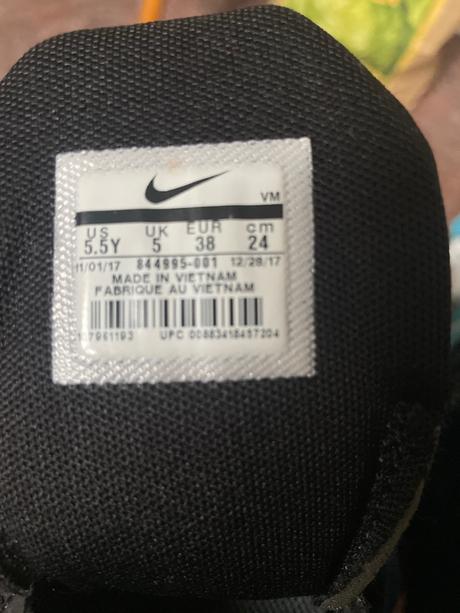 VM
US UK EUR cm
5.5Y 5 38 24
11/01/17 844995-001 12/28/17
MADE IN VIETNAM
FABRIQUE AU VIETNAM
UPC 00883418457204